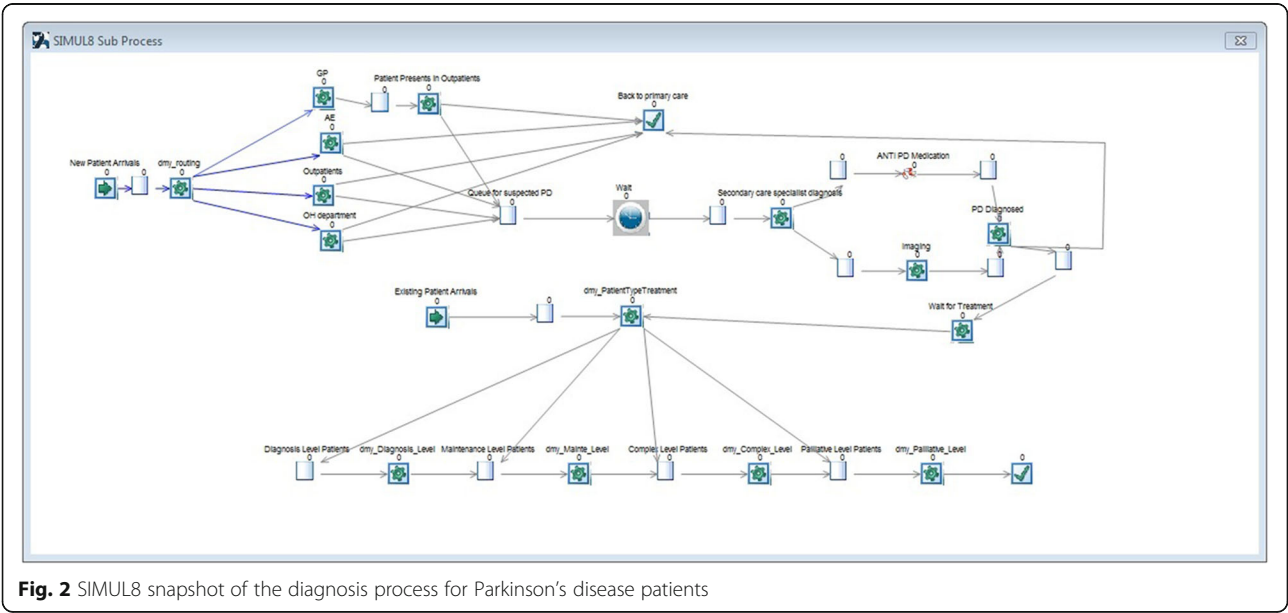 SIMUL8 Sub Process
GP
0
Patient Presents in Outpatients
0
0
Back to primary care
0
AE
0
New Patient Arrivals
0
0
dmy_routing
0
Outpatients
0
OH department
0
Queue for suspected PD
0
Wait
0
0
Secondary care specialist diagnosis
0
0
ANTI PD Medication
0
0
PD Diagnosed
0
Imaging
0
0
0
0
Existing Patient Arrivals
0
0
dmy_PatientTypeTreatment
0
Wait for Treatment
0
Diagnosis Level Patients
0
dmy_Diagnosis_Level
0
Maintenance Level Patients
0
dmy_Mainte_Level
0
Complex Level Patients
0
dmy_Complex_Level
0
Palliative Level Patients
0
dmy_Palliative_Level
0
0
Fig. 2 SIMUL8 snapshot of the diagnosis process for Parkinson's disease patients